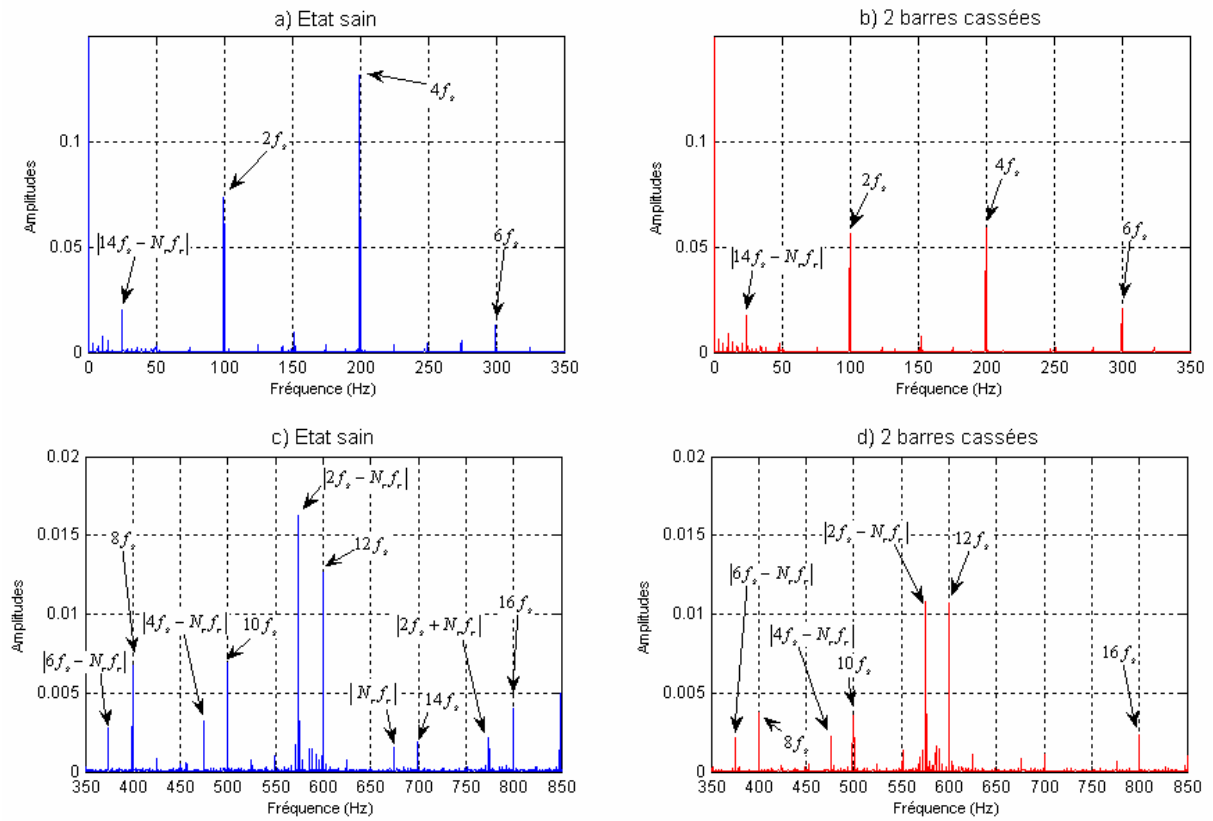 a) Etat sain
Amplitudes
0.1
0.05
0
|14f_s − N_r f_r|
2f_s
4f_s
6f_s
0 50 100 150 200 250 300 350
Fréquence (Hz)
b) 2 barres cassées
Amplitudes
0.1
0.05
0
|14f_s − N_r f_r|
2f_s
4f_s
6f_s
0 50 100 150 200 250 300 350
Fréquence (Hz)
c) Etat sain
Amplitudes
0.02
0.015
0.01
0.005
0
|6f_s − N_r f_r|
8f_s
|4f_s − N_r f_r|
10f_s
|2f_s − N_r f_r|
12f_s
|N_r f_r|
14f_s
|2f_s + N_r f_r|
16f_s
350 400 450 500 550 600 650 700 750 800 850
Fréquence (Hz)
d) 2 barres cassées
Amplitudes
0.02
0.015
0.01
0.005
0
|6f_s − N_r f_r|
8f_s
|4f_s − N_r f_r|
10f_s
|2f_s − N_r f_r|
12f_s
16f_s
350 400 450 500 550 600 650 700 750 800 850
Fréquence (Hz)